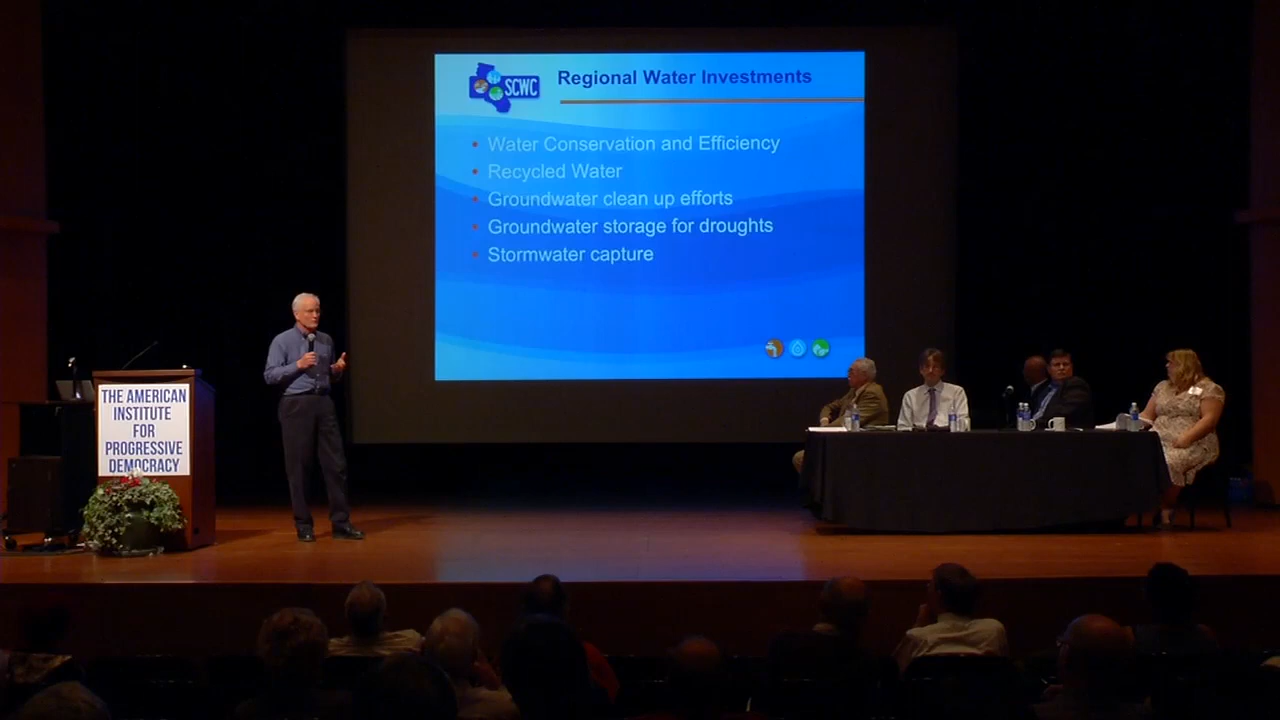 SCWC
Regional Water Investments
• Water Conservation and Efficiency
• Recycled Water
• Groundwater clean up efforts
• Groundwater storage for droughts
• Stormwater capture
THE AMERICAN
INSTITUTE
FOR
PROGRESSIVE
DEMOCRACY